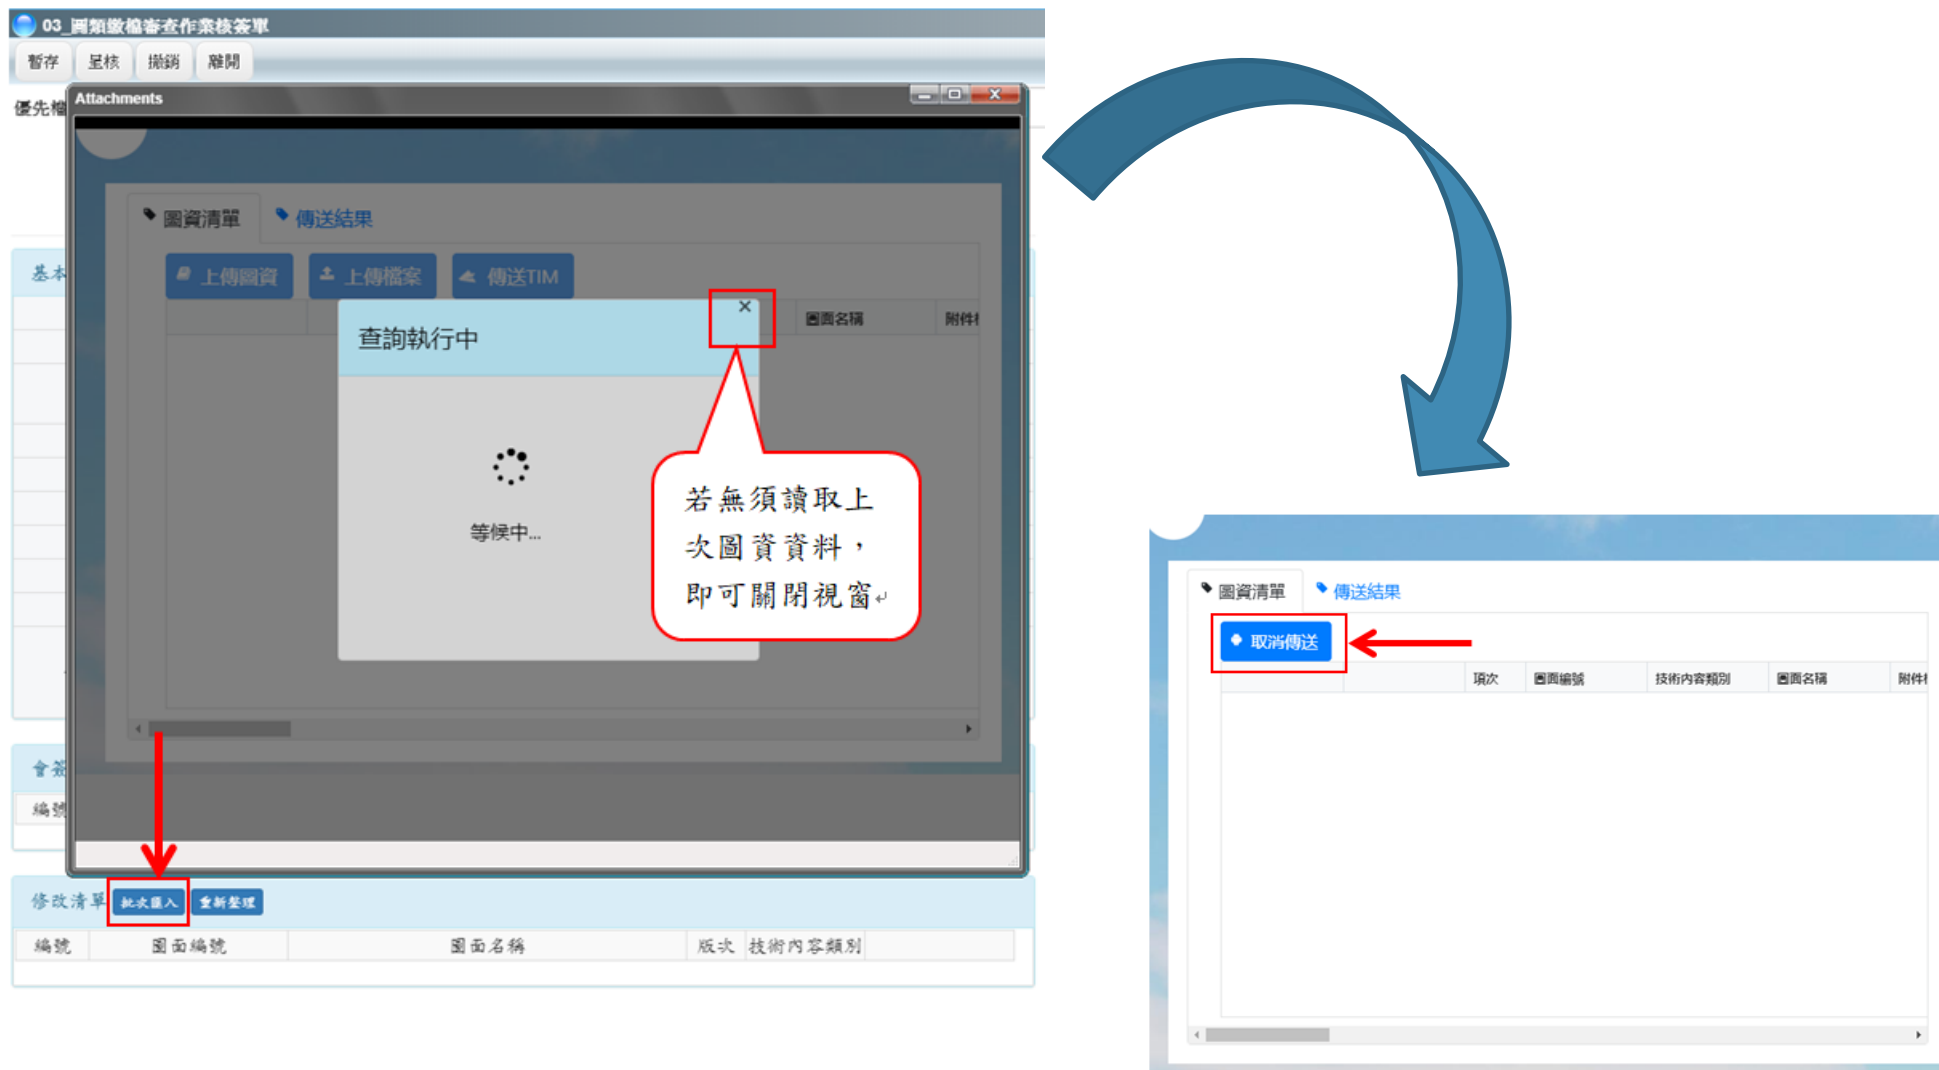 03_圖類繳檔審查作業核簽單
暫存 呈核 撤銷 離開
優先檔
Attachments
圖資清單 傳送結果
上傳圖資 上傳檔案 傳送TIM
圖面名稱 附件
查詢執行中 ×
等候中...
若無須讀取上
次圖資資料，
即可關閉視窗↵
基本
會簽
編號
修改清單 批次匯入 重新整理
編號 圖面編號 圖面名稱 版次 技術內容類別
圖資清單 傳送結果
取消傳送
項次 圖面編號 技術內容類別 圖面名稱 附件